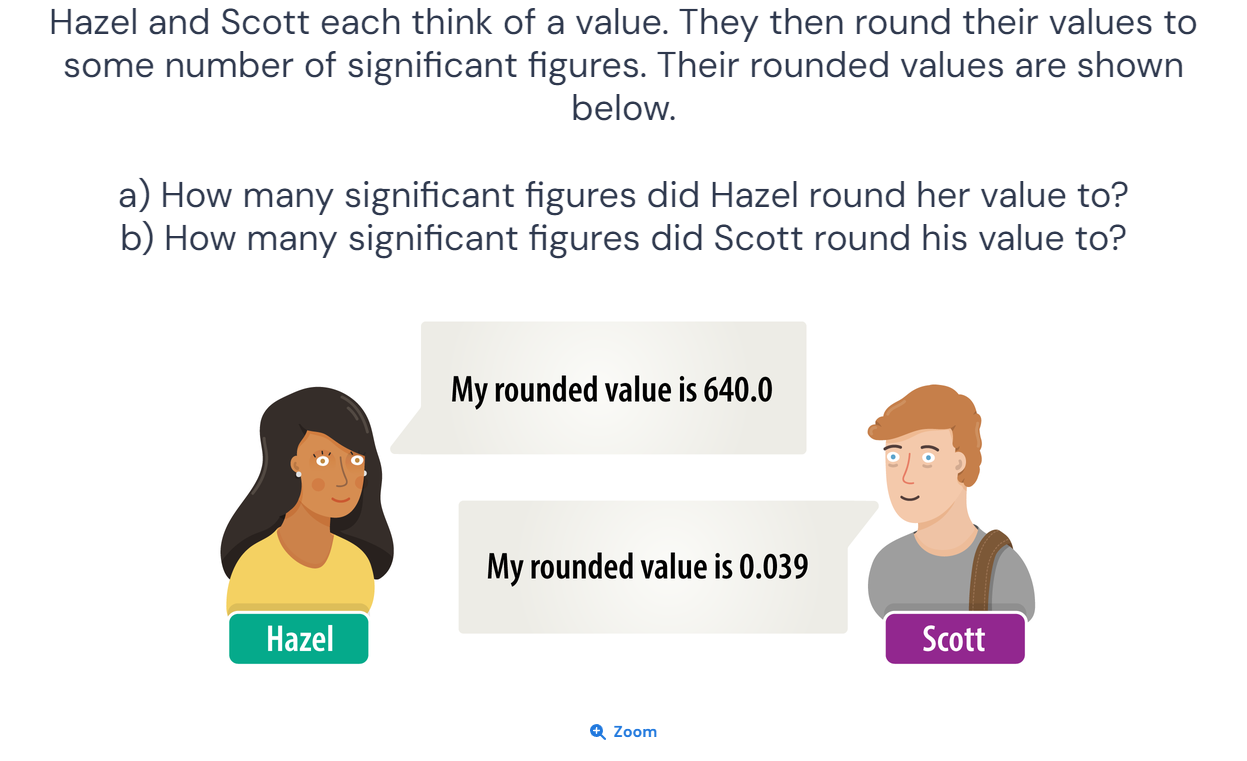 Hazel and Scott each think of a value. They then round their values to
some number of significant figures. Their rounded values are shown
below.
a) How many significant figures did Hazel round her value to?
b) How many significant figures did Scott round his value to?
My rounded value is 640.0
My rounded value is 0.039
Hazel
Scott
Zoom